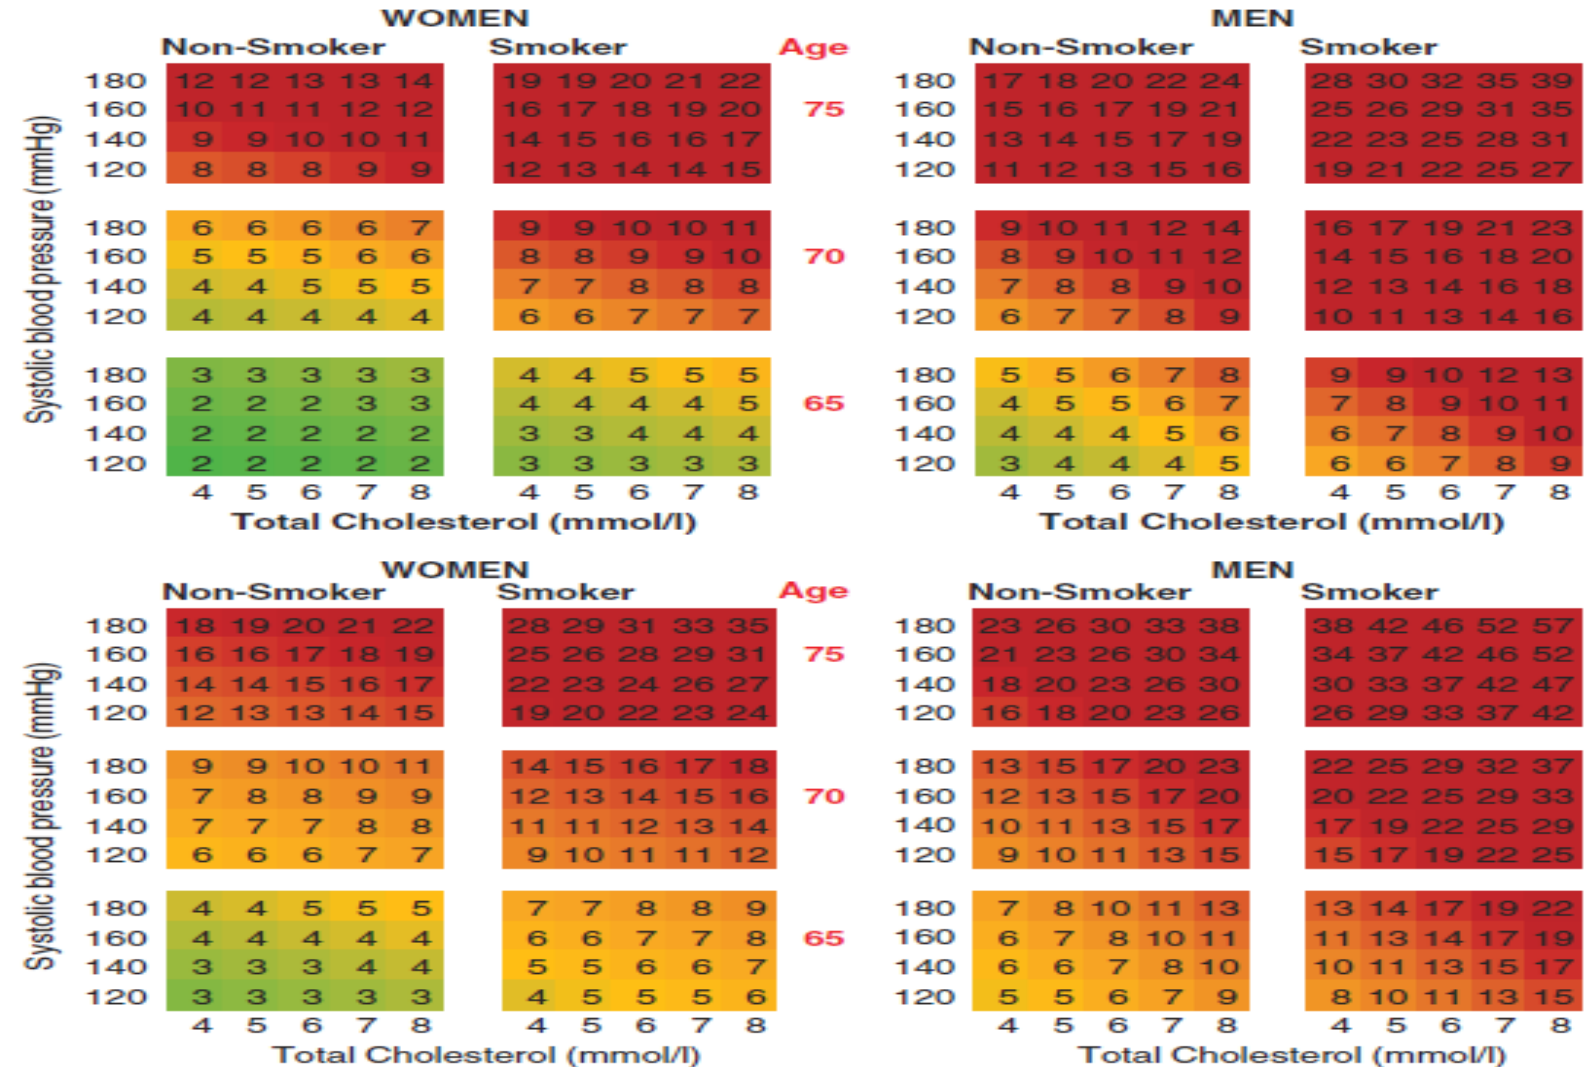 WOMEN MEN
Non-Smoker Smoker Age Non-Smoker Smoker
180 12 12 13 13 14 19 19 20 21 22 180 17 18 20 22 24 28 30 32 35 39
160 10 11 11 12 12 16 17 18 19 20 75 160 15 16 17 19 21 25 26 29 31 35
140 9 9 10 10 11 14 15 16 16 17 140 13 14 15 17 19 22 23 25 28 31
120 8 8 8 9 9 12 13 14 14 15 120 11 12 13 15 16 19 21 22 25 27
Systolic blood pressure (mmHg)
180 6 6 6 6 7 9 9 10 10 11 180 9 10 11 12 14 16 17 19 21 23
160 5 5 5 6 6 8 8 9 9 10 70 160 8 9 10 11 12 14 15 16 18 20
140 4 4 5 5 5 7 7 8 8 8 140 7 8 8 9 10 12 13 14 16 18
120 4 4 4 4 4 6 6 7 7 7 120 6 7 7 8 9 10 11 13 14 16
180 3 3 3 3 3 4 4 5 5 5 180 5 5 6 7 8 9 9 10 12 13
160 2 2 2 3 3 4 4 4 4 5 65 160 4 5 5 6 7 7 8 9 10 11
140 2 2 2 2 2 3 3 4 4 4 140 4 4 4 5 6 6 7 8 9 10
120 2 2 2 2 2 3 3 3 3 3 120 3 4 4 4 5 6 6 7 8 9
4 5 6 7 8 4 5 6 7 8 4 5 6 7 8 4 5 6 7 8
Total Cholesterol (mmol/l) Total Cholesterol (mmol/l)
WOMEN MEN
Non-Smoker Smoker Age Non-Smoker Smoker
180 18 19 20 21 22 28 29 31 33 35 180 23 26 30 33 38 38 42 46 52 57
160 16 16 17 18 19 25 26 28 29 31 75 160 21 23 26 30 34 34 37 42 46 52
140 14 14 15 16 17 22 23 24 26 27 140 18 20 23 26 30 30 33 37 42 47
120 12 13 13 14 15 19 20 22 23 24 120 16 18 20 23 26 26 29 33 37 42
Systolic blood pressure (mmHg)
180 9 9 10 10 11 14 15 16 17 18 180 13 15 17 20 23 22 25 29 32 37
160 7 8 8 9 9 12 13 14 15 16 70 160 12 13 15 17 20 20 22 25 29 33
140 7 7 7 8 8 11 11 12 13 14 140 10 11 13 15 17 17 19 22 25 29
120 6 6 6 7 7 9 10 11 11 12 120 9 10 11 13 15 15 17 19 22 25
180 4 4 5 5 5 7 7 8 8 9 180 7 8 10 11 13 13 14 17 19 22
160 4 4 4 4 4 6 6 7 7 8 65 160 6 7 8 10 11 11 13 14 17 19
140 3 3 3 4 4 5 5 6 6 7 140 6 6 7 8 10 10 11 13 15 17
120 3 3 3 3 3 4 5 5 5 6 120 5 5 6 7 9 8 10 11 13 15
4 5 6 7 8 4 5 6 7 8 4 5 6 7 8 4 5 6 7 8
Total Cholesterol (mmol/l) Total Cholesterol (mmol/l)